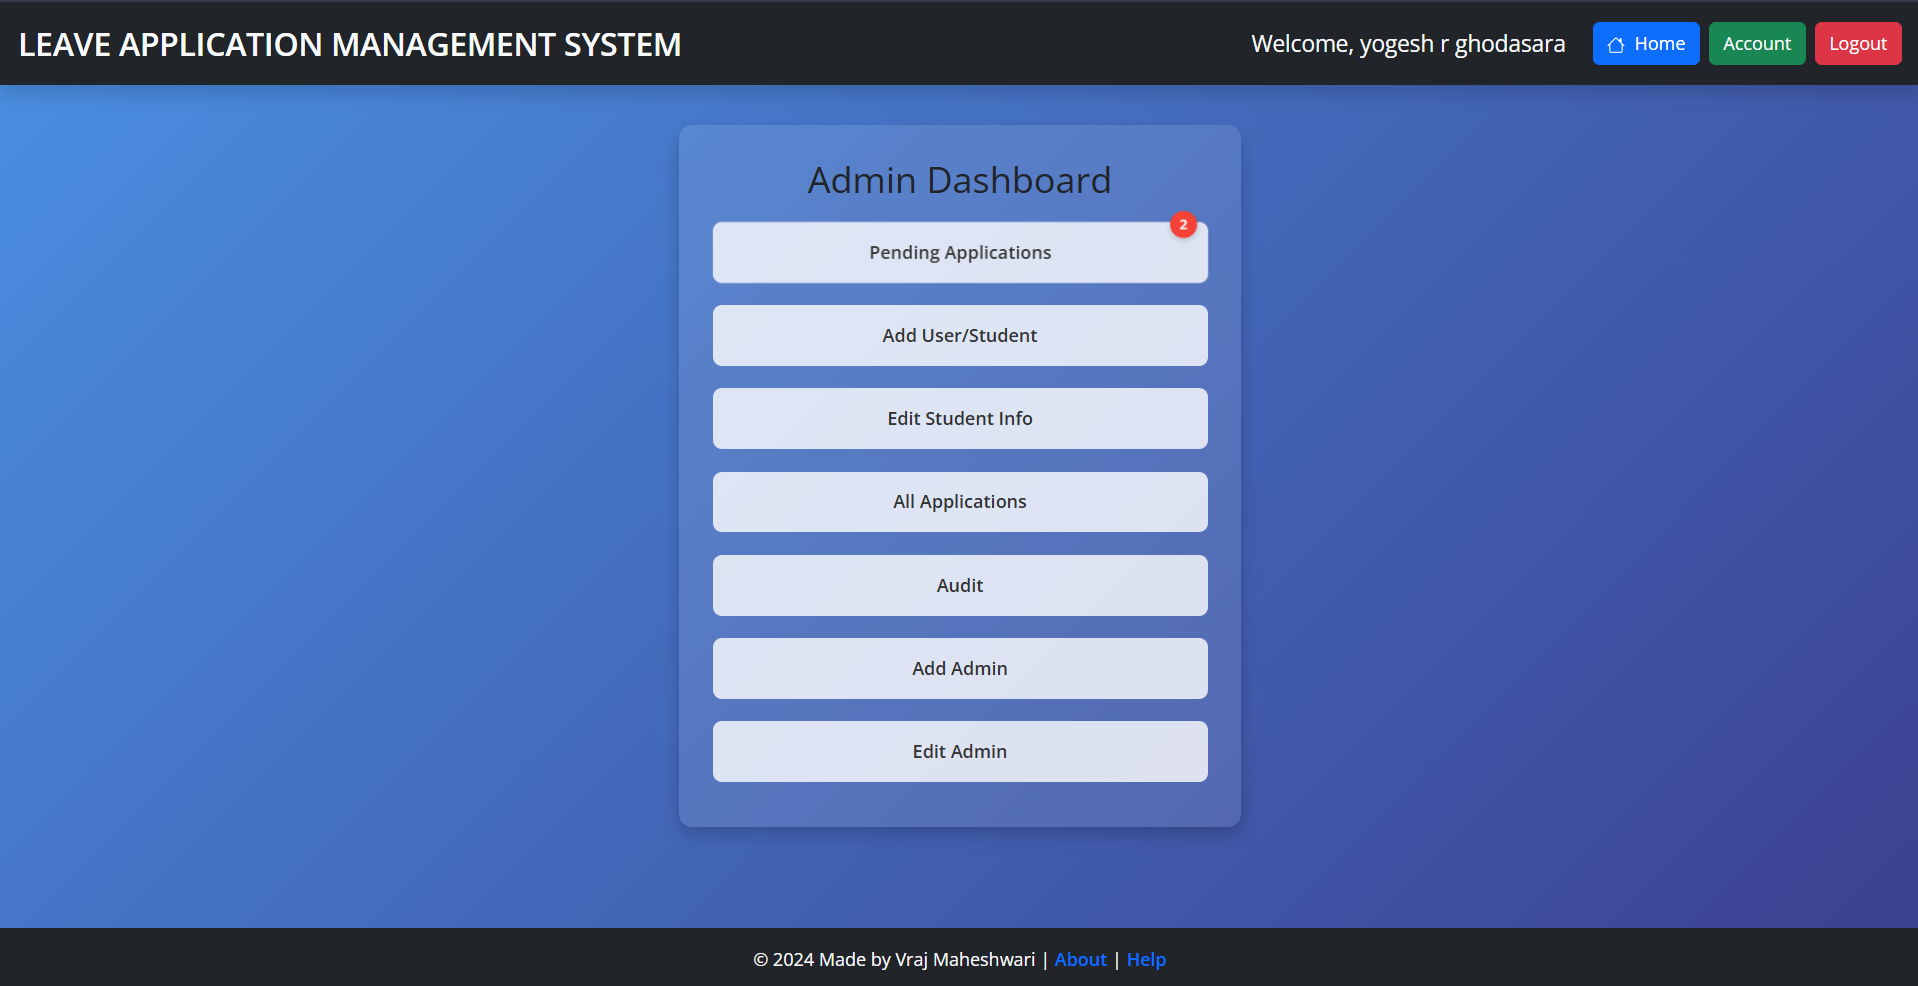 LEAVE APPLICATION MANAGEMENT SYSTEM
Welcome, yogesh r ghodasara
Home
Account
Logout
Admin Dashboard
2
Pending Applications
Add User/Student
Edit Student Info
All Applications
Audit
Add Admin
Edit Admin
© 2024 Made by Vraj Maheshwari | About | Help